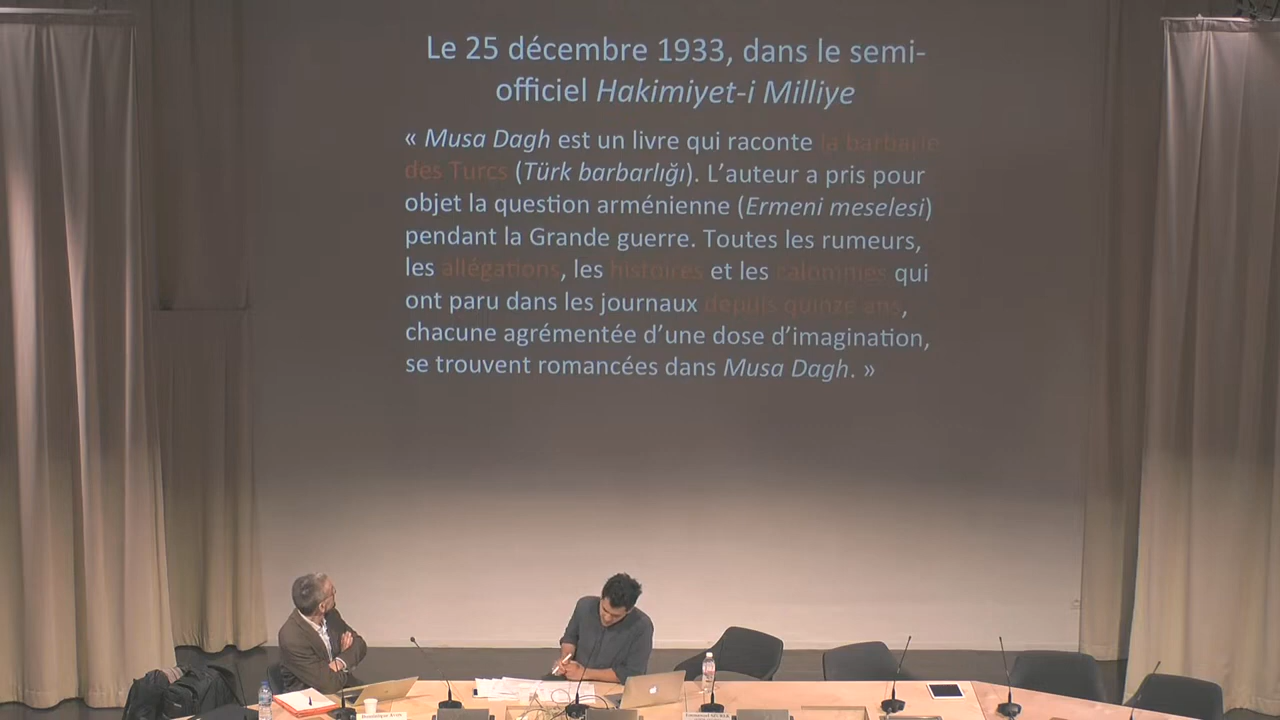 Le 25 décembre 1933, dans le semi-
officiel Hakimiyet-i Milliye
« Musa Dagh est un livre qui raconte la barbarie
des Turcs (Türk barbarlığı). L’auteur a pris pour
objet la question arménienne (Ermeni meselesi)
pendant la Grande guerre. Toutes les rumeurs,
les allégations, les histoires et les calomnies qui
ont paru dans les journaux depuis quinze ans,
chacune agrémentée d’une dose d’imagination,
se trouvent romancées dans Musa Dagh. »